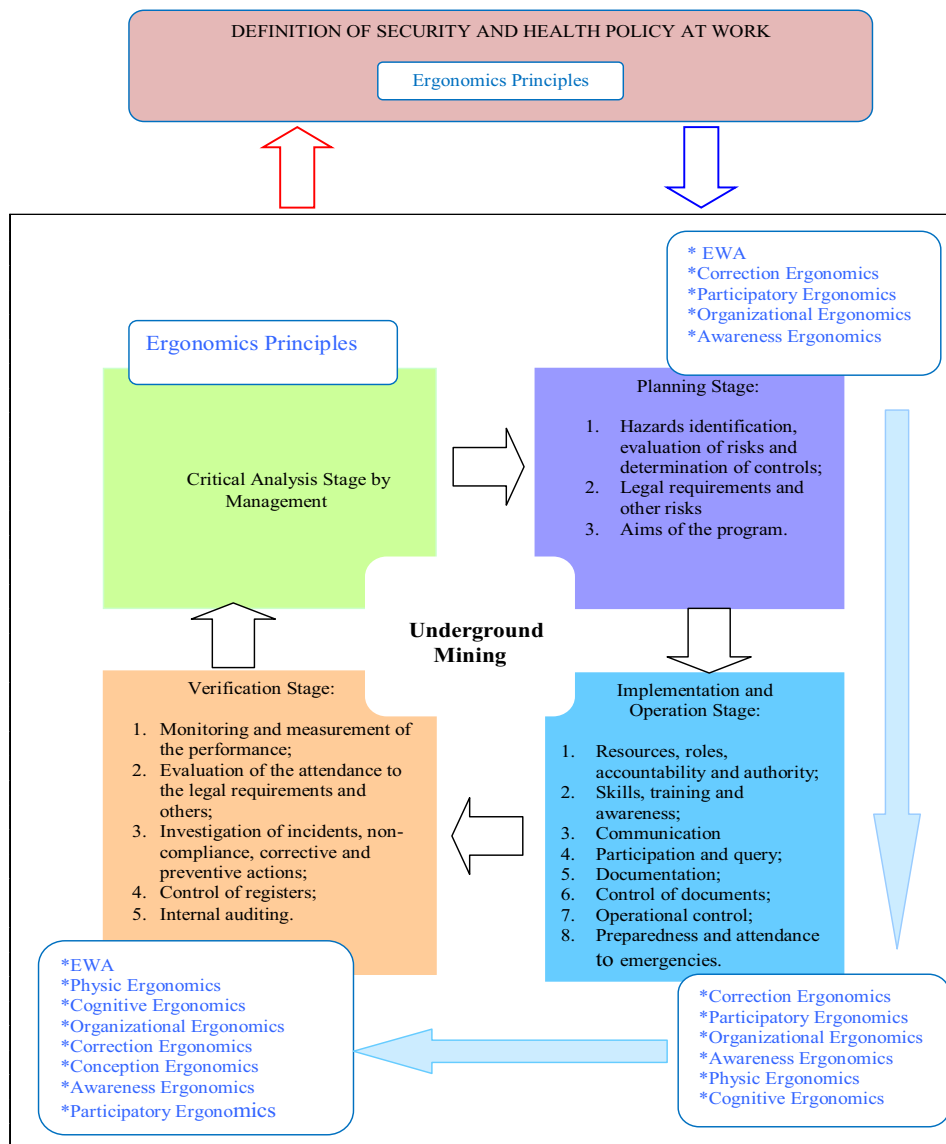 DEFINITION OF SECURITY AND HEALTH POLICY AT WORK
Ergonomics Principles
* EWA
*Correction Ergonomics
*Participatory Ergonomics
*Organizational Ergonomics
*Awareness Ergonomics
Ergonomics Principles
Critical Analysis Stage by
Management
Planning Stage:
1. Hazards identification,
evaluation of risks and
determination of controls;
2. Legal requirements and
other risks
3. Aims of the program.
Underground
Mining
Verification Stage:
1. Monitoring and measurement of
the performance;
2. Evaluation of the attendance to
the legal requirements and
others;
3. Investigation of incidents, non-
compliance, corrective and
preventive actions;
4. Control of registers;
5. Internal auditing.
Implementation and
Operation Stage:
1. Resources, roles,
accountability and authority;
2. Skills, training and
awareness;
3. Communication
4. Participation and query;
5. Documentation;
6. Control of documents;
7. Operational control;
8. Preparedness and attendance
to emergencies.
*EWA
*Physic Ergonomics
*Cognitive Ergonomics
*Organizational Ergonomics
*Correction Ergonomics
*Conception Ergonomics
*Awareness Ergonomics
*Participatory Ergonomics
*Correction Ergonomics
*Participatory Ergonomics
*Organizational Ergonomics
*Awareness Ergonomics
*Physic Ergonomics
*Cognitive Ergonomics